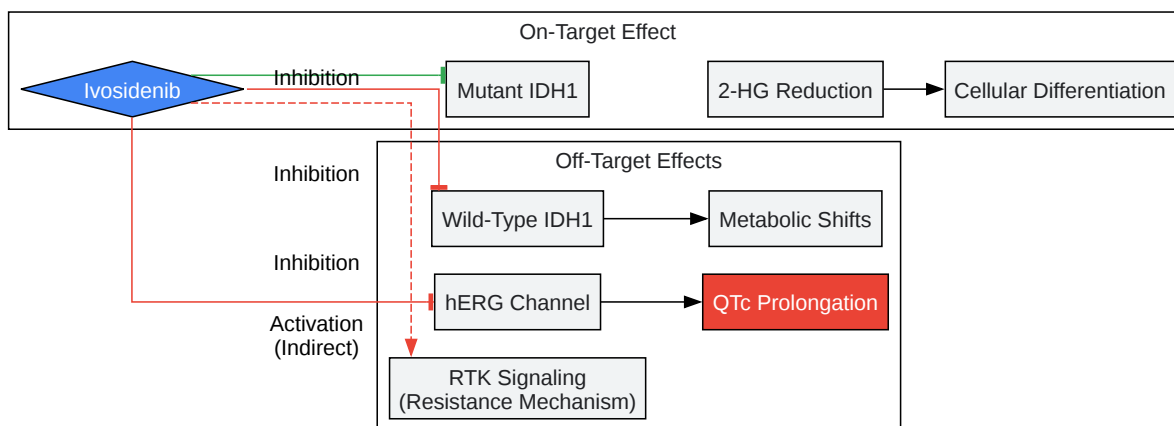 On-Target Effect
Ivosidenib
Inhibition
Mutant IDH1
2-HG Reduction
Cellular Differentiation
Off-Target Effects
Inhibition
Wild-Type IDH1
Metabolic Shifts
Inhibition
hERG Channel
QTc Prolongation
Activation
(Indirect)
RTK Signaling
(Resistance Mechanism)